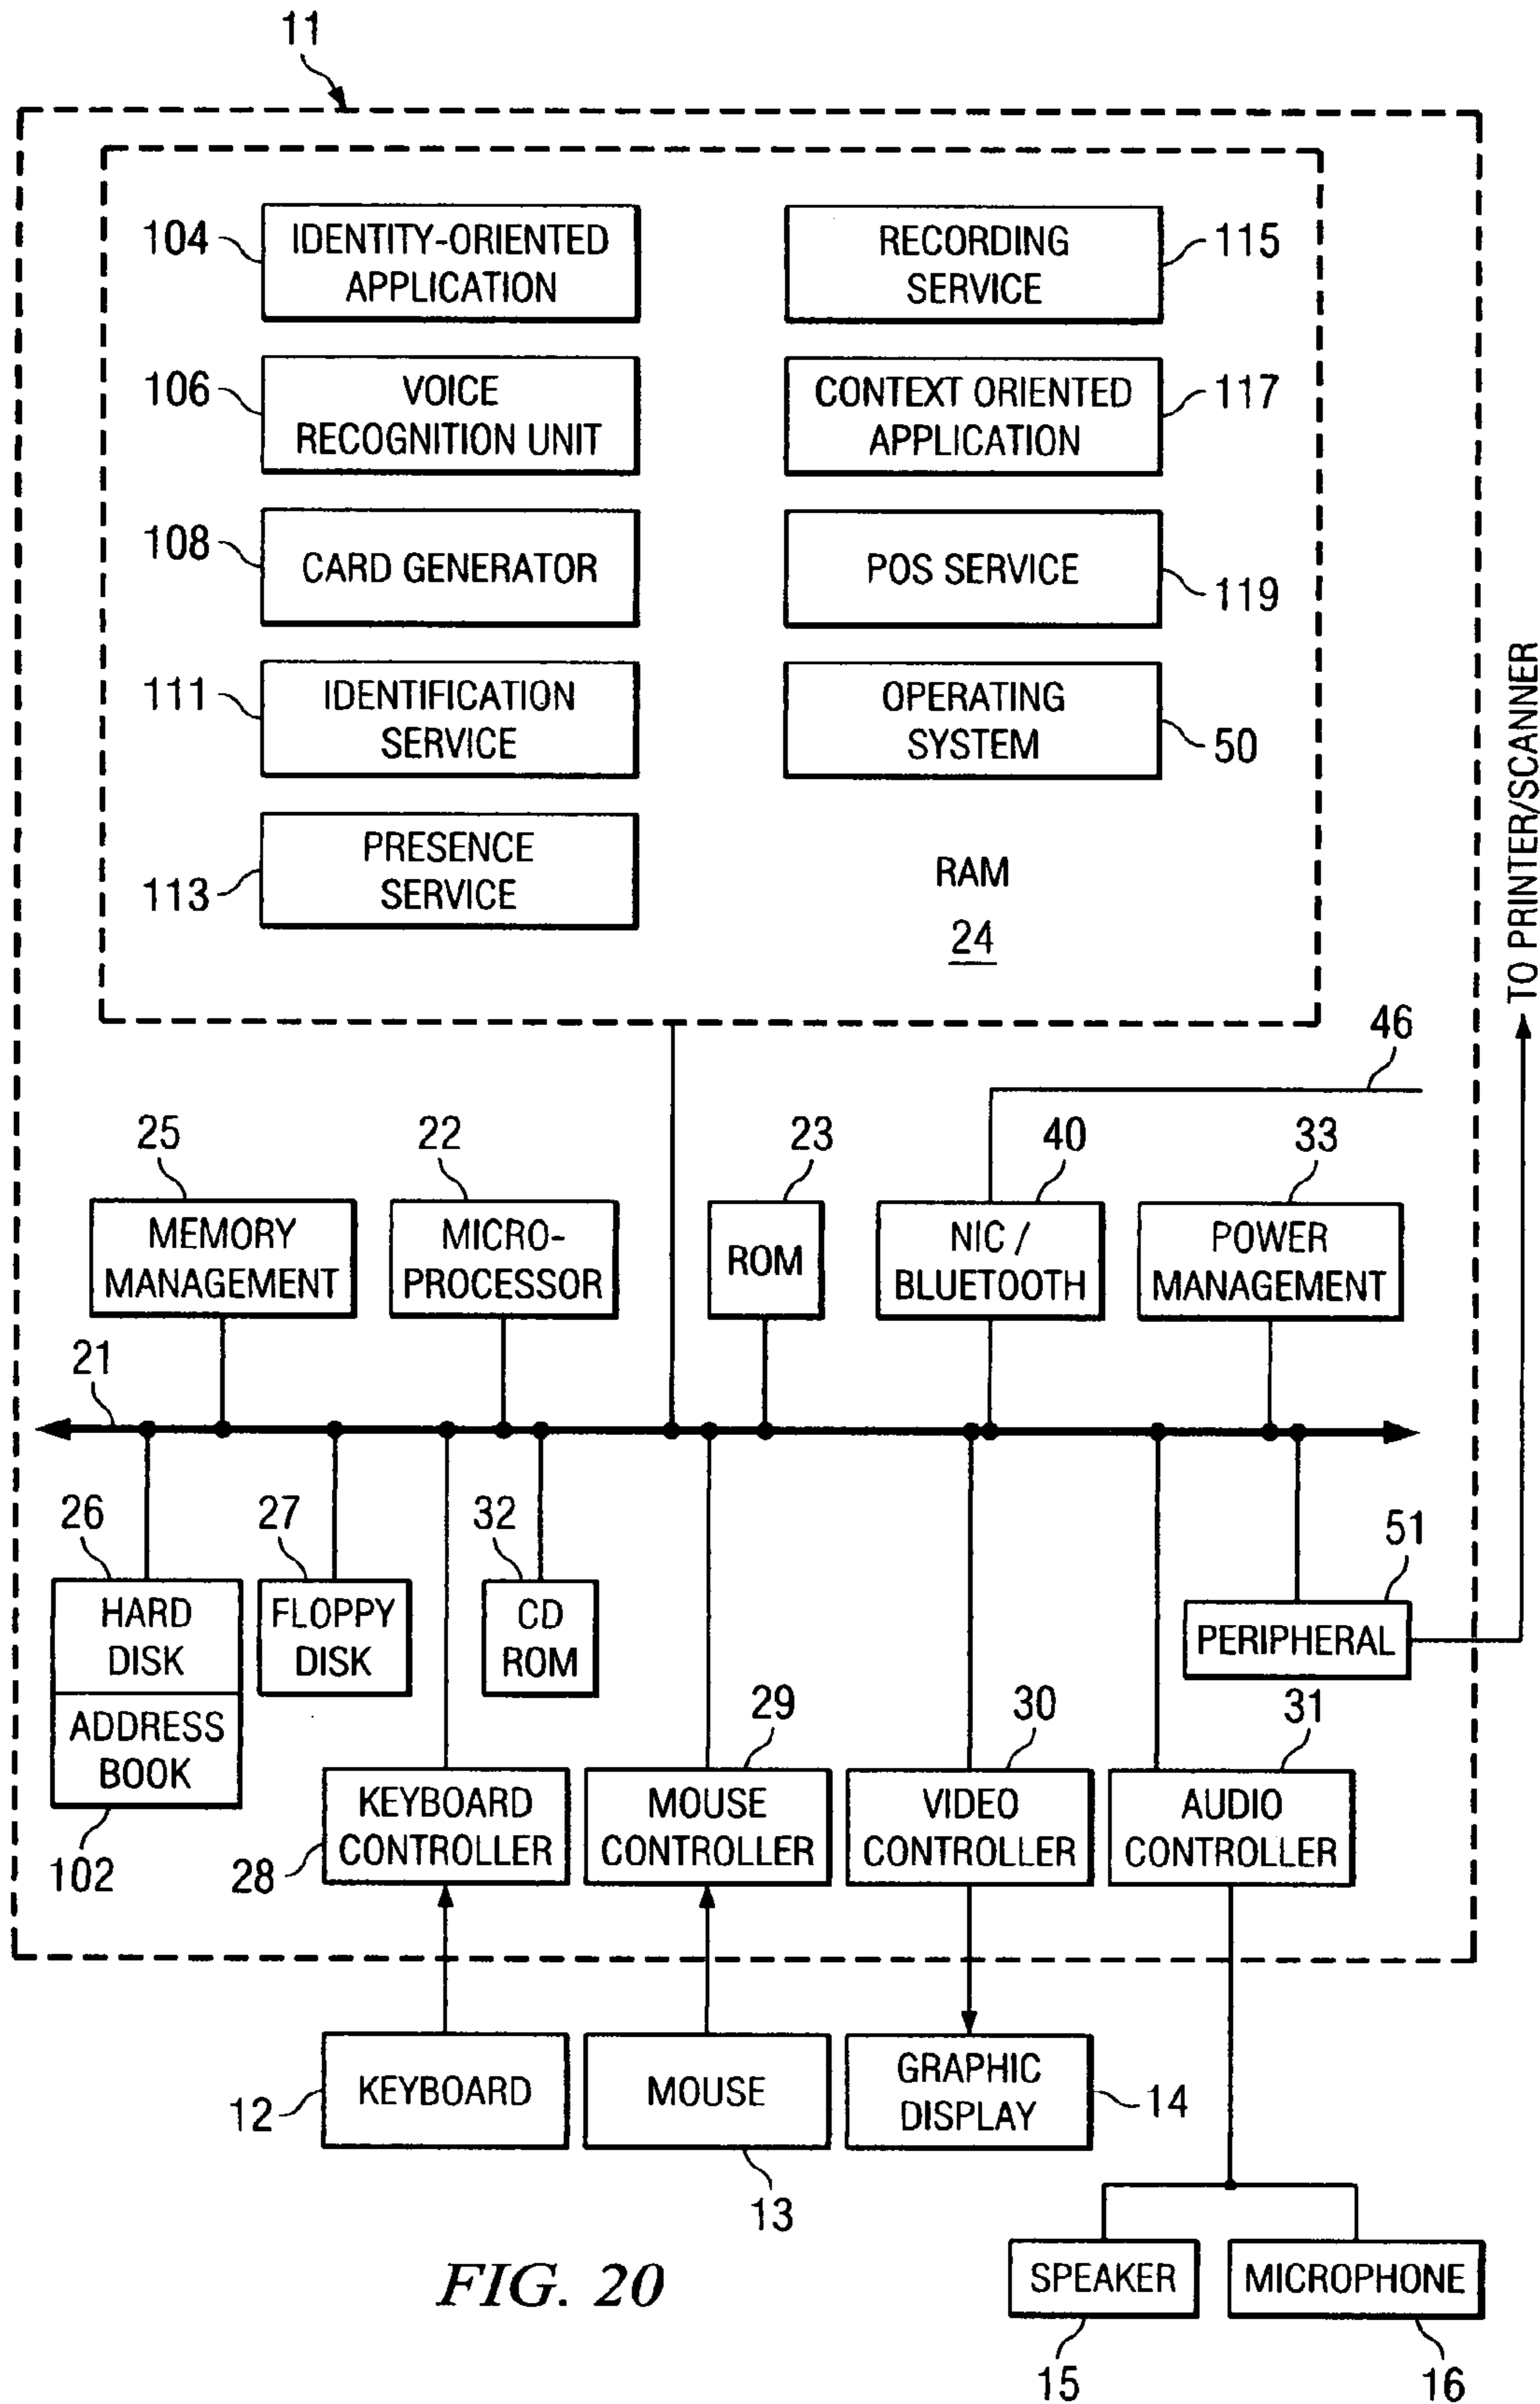 11
104
IDENTITY-ORIENTED
APPLICATION
RECORDING
SERVICE
115
106
VOICE
RECOGNITION UNIT
CONTEXT ORIENTED
APPLICATION
117
108
CARD GENERATOR
POS SERVICE
119
111
IDENTIFICATION
SERVICE
OPERATING
SYSTEM
50
113
PRESENCE
SERVICE
RAM
24
TO PRINTER/SCANNER
46
25
MEMORY
MANAGEMENT
22
MICRO-
PROCESSOR
23
ROM
40
NIC /
BLUETOOTH
33
POWER
MANAGEMENT
21
26
HARD
DISK
ADDRESS
BOOK
102
27
FLOPPY
DISK
32
CD
ROM
51
PERIPHERAL
28
KEYBOARD
CONTROLLER
29
MOUSE
CONTROLLER
30
VIDEO
CONTROLLER
31
AUDIO
CONTROLLER
12
KEYBOARD
MOUSE
13
GRAPHIC
DISPLAY
14
SPEAKER
15
MICROPHONE
16
FIG. 20